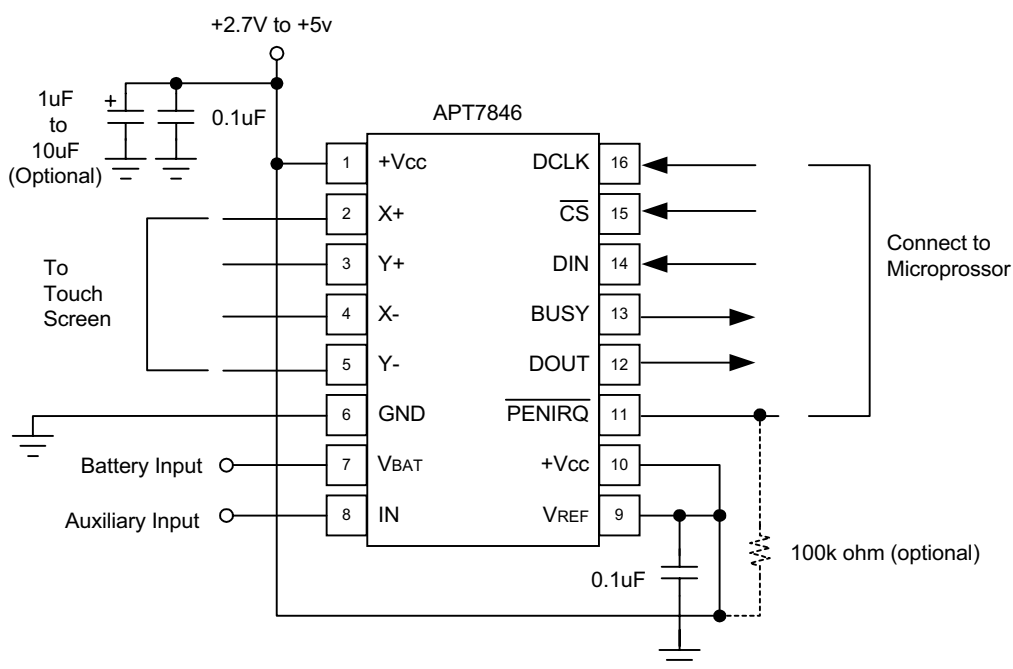 +2.7V to +5v
1uF
to
10uF
(Optional)
+
0.1uF
APT7846
1
+Vcc
DCLK
16
2
X+
CS
15
3
Y+
DIN
14
4
X-
BUSY
13
5
Y-
DOUT
12
6
GND
PENIRQ
11
7
VBAT
+Vcc
10
8
IN
VREF
9
To
Touch
Screen
Connect to
Microprossor
Battery Input
Auxiliary Input
0.1uF
100k ohm (optional)